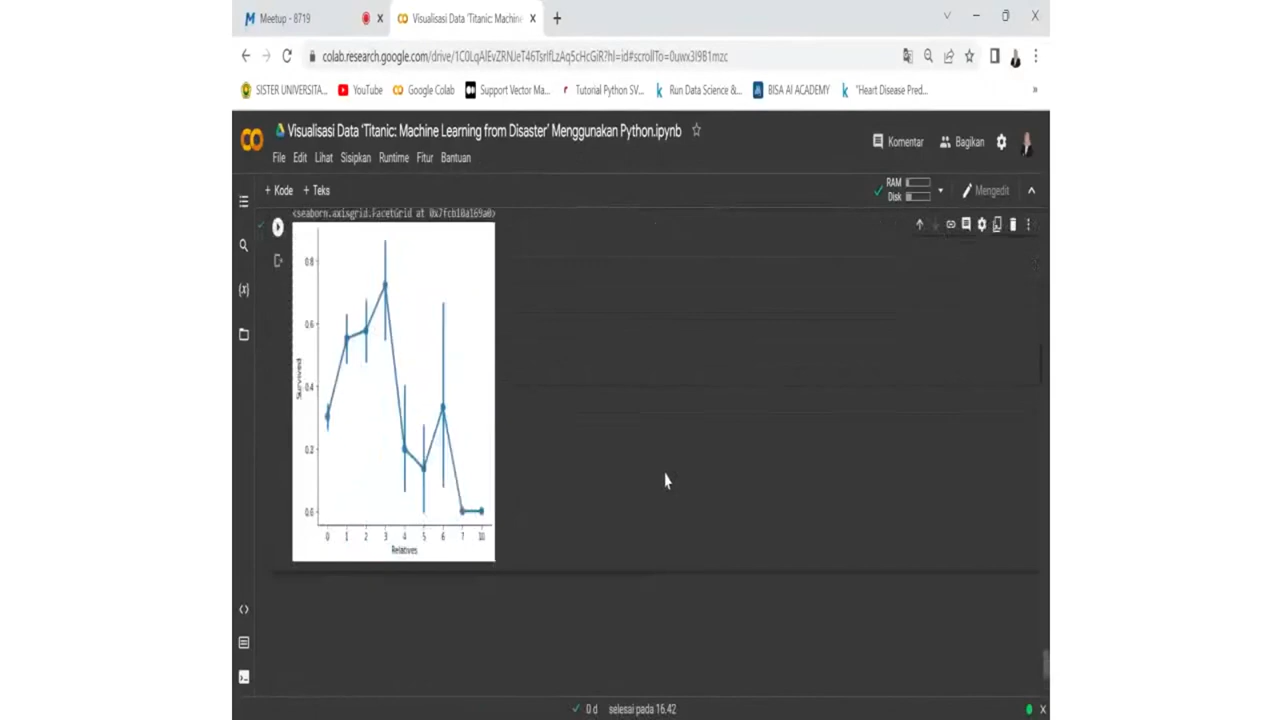 Meetup - 8719
Visualisasi Data 'Titanic: Machine
colab.research.google.com/drive/1C0LqAlEvZRNJeT46TsrlfLzAq5cHcGiR?hl=id#scrollTo=0uwx3I9B1mzc
SISTER UNIVERSITA... YouTube Google Colab Support Vector Ma... Tutorial Python SV... Run Data Science &... BISA AI ACADEMY "Heart Disease Pred... »
Visualisasi Data 'Titanic: Machine Learning from Disaster' Menggunakan Python.ipynb
Komentar Bagikan
File Edit Lihat Sisipkan Runtime Fitur Bantuan
+ Kode + Teks
RAM
Disk
Mengedit
<seaborn.axisgrid.FacetGrid at 0x7fcb10a169a0>
0.8
0.6
0.4
0.2
0.0
Survived
0 1 2 3 4 5 6 7 10
Relatives
0 d selesai pada 16.42